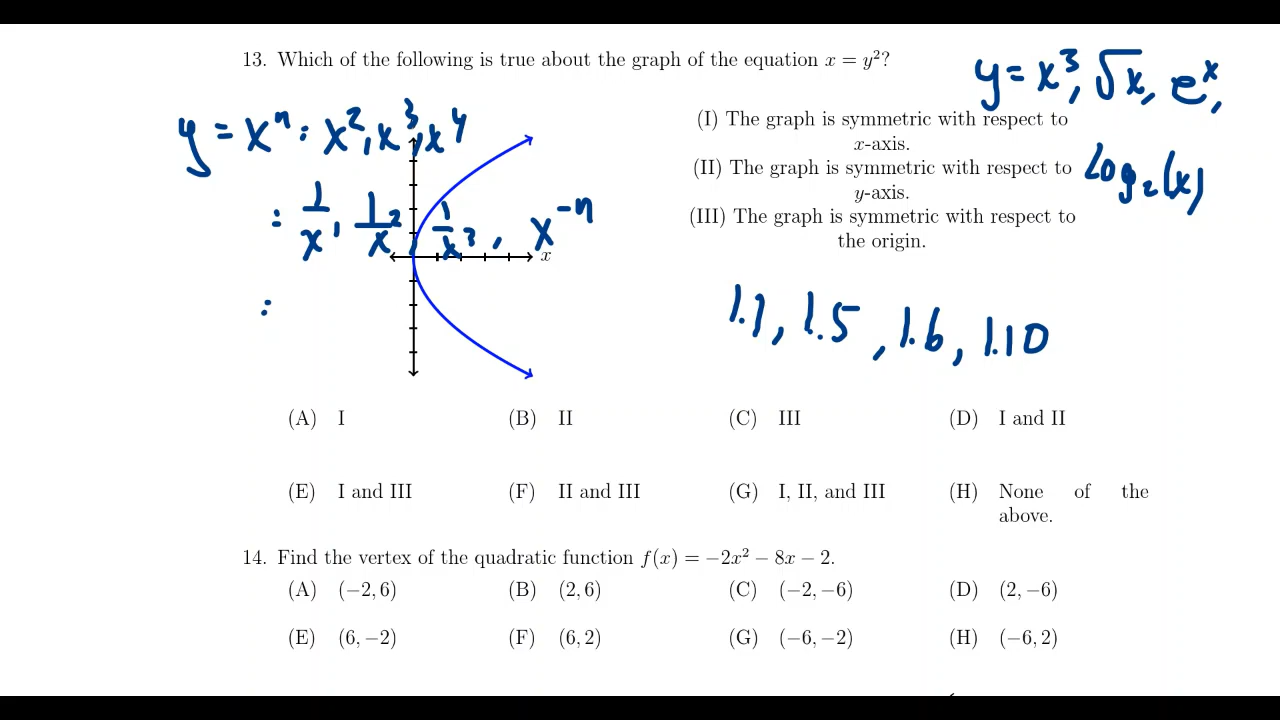 13. Which of the following is true about the graph of the equation x = y²?
y = x³, √x, eˣ,
log₂(x)
y = xⁿ : x², x³, x⁴
: 1/x, 1/x², 1/x³, x⁻ⁿ
:
x
(I) The graph is symmetric with respect to
x-axis.
(II) The graph is symmetric with respect to
y-axis.
(III) The graph is symmetric with respect to
the origin.
1.1, 1.5, 1.6, 1.10
(A) I (B) II (C) III (D) I and II
(E) I and III (F) II and III (G) I, II, and III (H) None of the
above.
14. Find the vertex of the quadratic function f(x) = −2x² − 8x − 2.
(A) (−2, 6) (B) (2, 6) (C) (−2, −6) (D) (2, −6)
(E) (6, −2) (F) (6, 2) (G) (−6, −2) (H) (−6, 2)